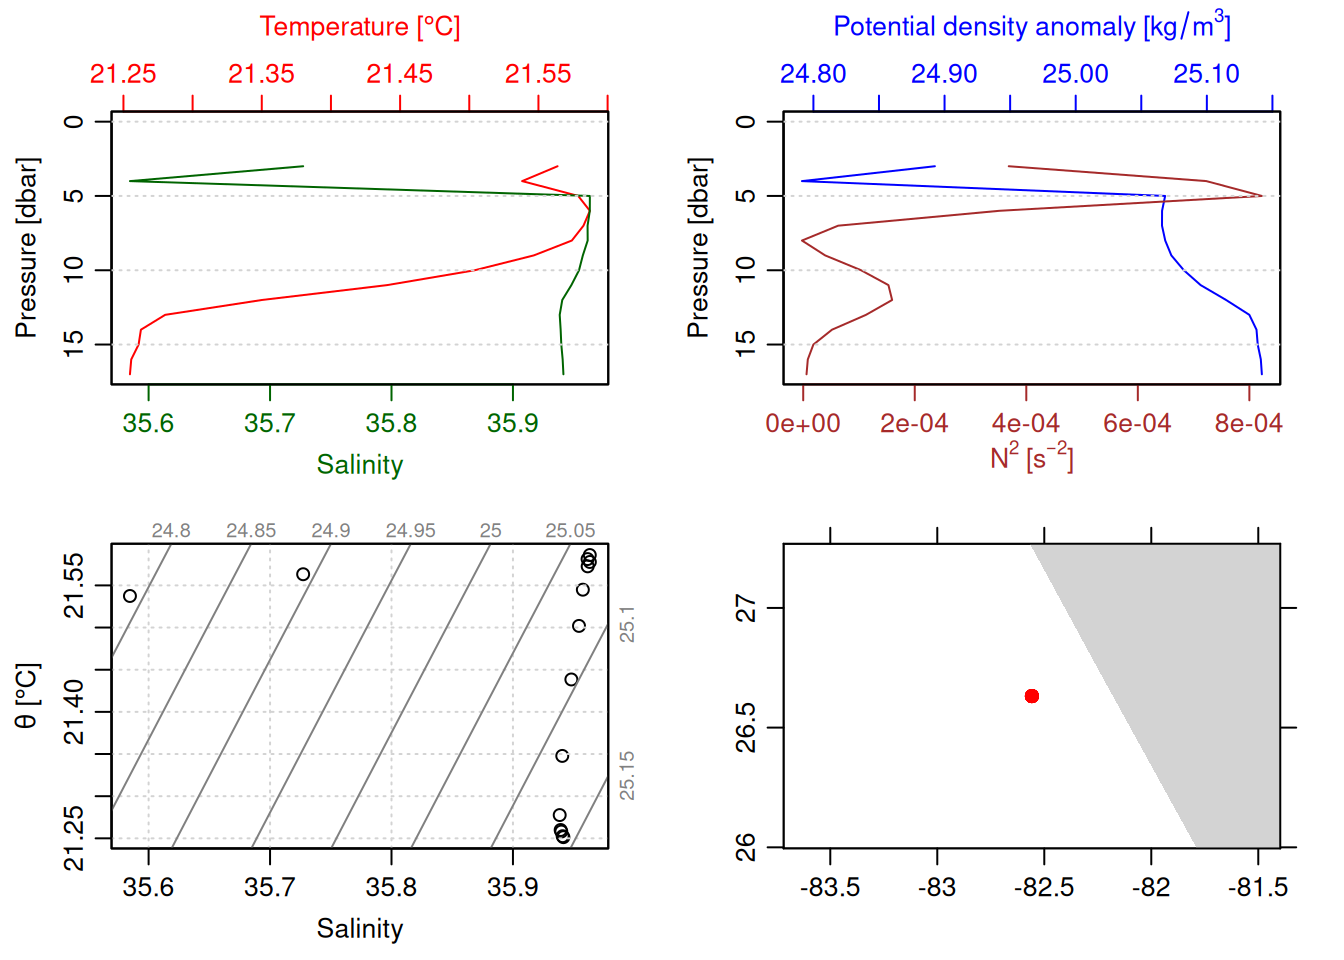 Temperature [°C]
21.25 21.35 21.45 21.55
Pressure [dbar]
0
5
10
15
35.6 35.7 35.8 35.9
Salinity
Potential density anomaly [kg/m³]
24.80 24.90 25.00 25.10
Pressure [dbar]
0
5
10
15
0e+00 2e-04 4e-04 6e-04 8e-04
N² [s⁻²]
24.8 24.85 24.9 24.95 25 25.05
25.1
25.15
θ [°C]
21.55
21.40
21.25
35.6 35.7 35.8 35.9
Salinity
27
26.5
26
-83.5 -83 -82.5 -82 -81.5